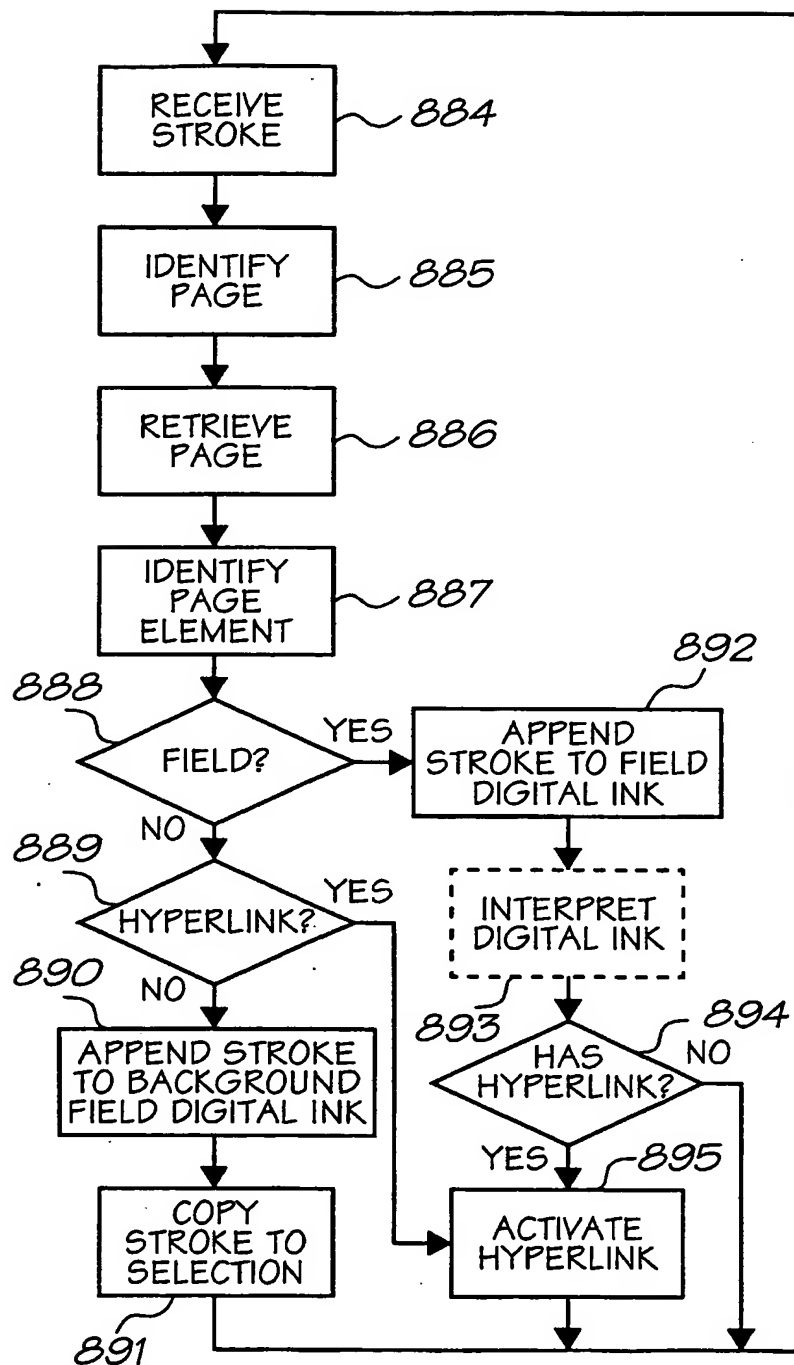 RECEIVE
STROKE
884
IDENTIFY
PAGE
885
RETRIEVE
PAGE
886
IDENTIFY
PAGE
ELEMENT
887
888
FIELD?
YES
NO
892
APPEND
STROKE TO FIELD
DIGITAL INK
889
HYPERLINK?
YES
NO
INTERPRET
DIGITAL INK
893
890
APPEND STROKE
TO BACKGROUND
FIELD DIGITAL INK
894
HAS
HYPERLINK?
NO
YES
895
ACTIVATE
HYPERLINK
COPY
STROKE TO
SELECTION
891